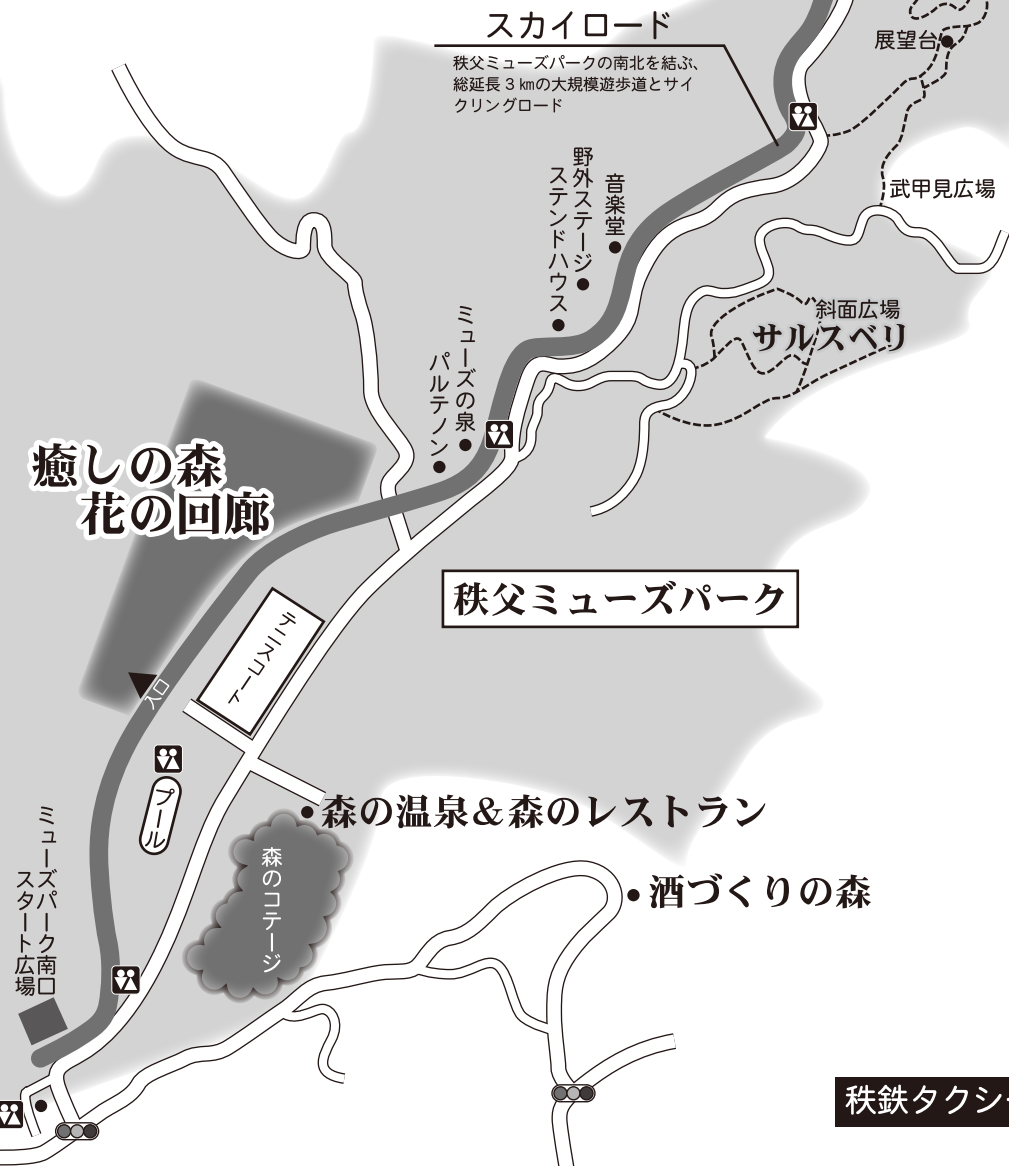 スカイロード
秩父ミューズパークの南北を結ぶ、
総延長3㎞の大規模遊歩道とサイ
クリングロード
展望台
武甲見広場
野外ステージ
ステンドハウス
音楽堂
斜面広場
サルスベリ
ミューズの泉
パルテノン
癒しの森
花の回廊
秩父ミューズパーク
テニスコート
入口
プール
森の温泉&森のレストラン
森のコテージ
酒づくりの森
ミューズパーク南口
スタート広場
秩鉄タクシー